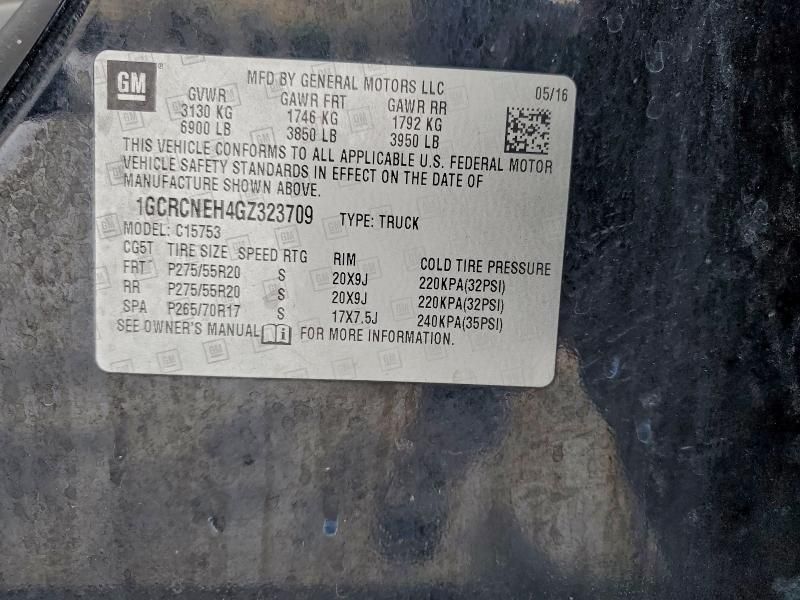 GM
MFD BY GENERAL MOTORS LLC 05/16
GVWR GAWR FRT GAWR RR
3130 KG 1746 KG 1792 KG
6900 LB 3850 LB 3950 LB
THIS VEHICLE CONFORMS TO ALL APPLICABLE U.S. FEDERAL MOTOR
VEHICLE SAFETY STANDARDS IN EFFECT ON THE DATE OF
MANUFACTURE SHOWN ABOVE.
1GCRCNEH4GZ323709 TYPE: TRUCK
MODEL: C15753
CG5T TIRE SIZE SPEED RTG RIM COLD TIRE PRESSURE
FRT P275/55R20 S 20X9J 220KPA(32PSI)
RR P275/55R20 S 20X9J 220KPA(32PSI)
SPA P265/70R17 S 17X7.5J 240KPA(35PSI)
SEE OWNER'S MANUAL FOR MORE INFORMATION.